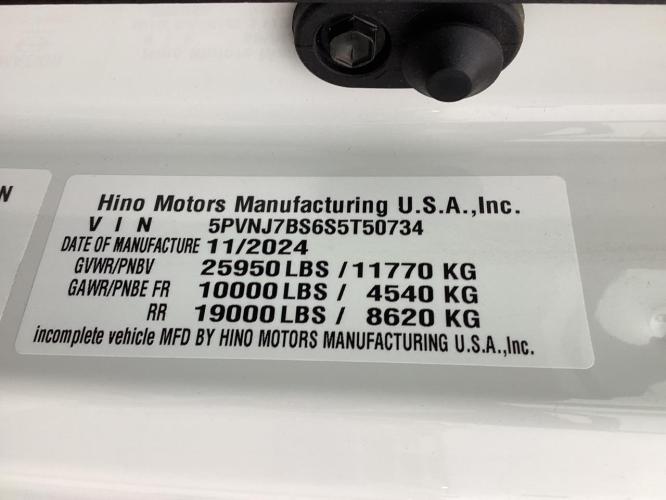 Hino Motors Manufacturing U.S.A.,Inc.
V I N 5PVNJ7BS6S5T50734
DATE OF MANUFACTURE 11/2024
GVWR/PNBV 25950 LBS / 11770 KG
GAWR/PNBE FR 10000 LBS / 4540 KG
RR 19000 LBS / 8620 KG
incomplete vehicle MFD BY HINO MOTORS MANUFACTURING U.S.A.,Inc.
N